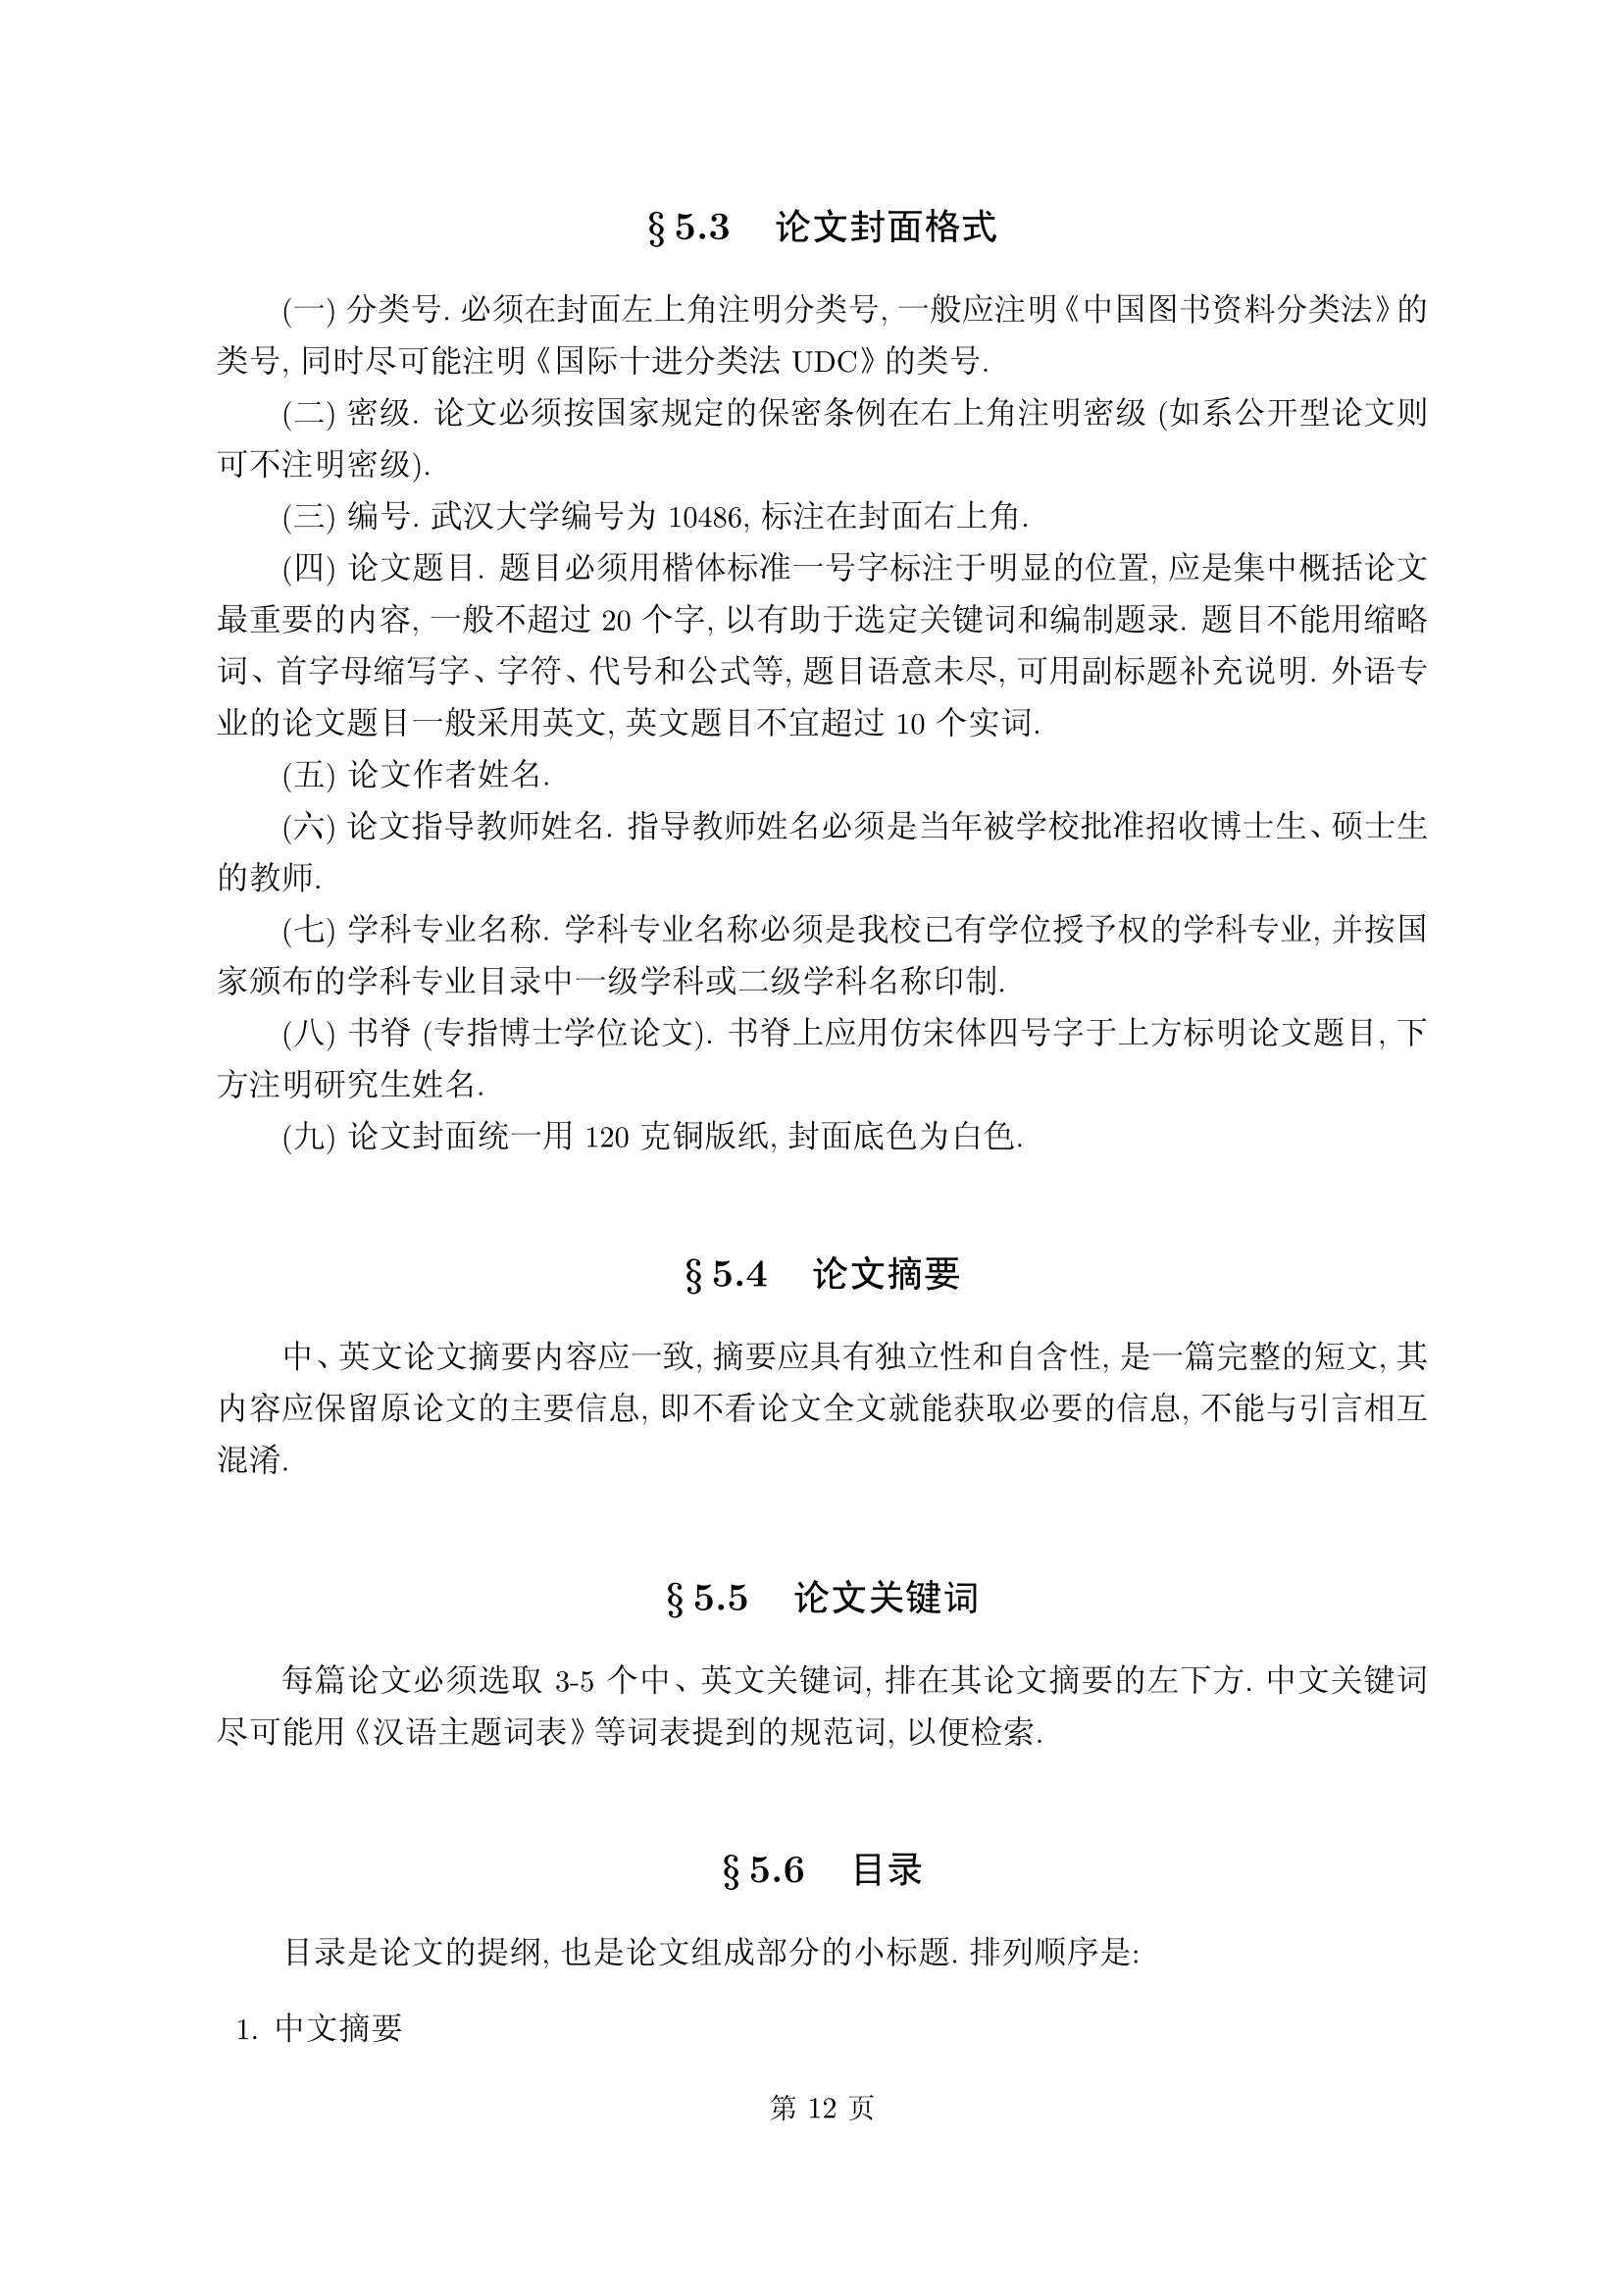 § 5.3 论文封面格式
(一) 分类号. 必须在封面左上角注明分类号, 一般应注明《中国图书资料分类法》的
类号, 同时尽可能注明《国际十进分类法 UDC》的类号.
(二) 密级. 论文必须按国家规定的保密条例在右上角注明密级 (如系公开型论文则
可不注明密级).
(三) 编号. 武汉大学编号为 10486, 标注在封面右上角.
(四) 论文题目. 题目必须用楷体标准一号字标注于明显的位置, 应是集中概括论文
最重要的内容, 一般不超过 20 个字, 以有助于选定关键词和编制题录. 题目不能用缩略
词、首字母缩写字、字符、代号和公式等, 题目语意未尽, 可用副标题补充说明. 外语专
业的论文题目一般采用英文, 英文题目不宜超过 10 个实词.
(五) 论文作者姓名.
(六) 论文指导教师姓名. 指导教师姓名必须是当年被学校批准招收博士生、硕士生
的教师.
(七) 学科专业名称. 学科专业名称必须是我校已有学位授予权的学科专业, 并按国
家颁布的学科专业目录中一级学科或二级学科名称印制.
(八) 书脊 (专指博士学位论文). 书脊上应用仿宋体四号字于上方标明论文题目, 下
方注明研究生姓名.
(九) 论文封面统一用 120 克铜版纸, 封面底色为白色.
§ 5.4 论文摘要
中、英文论文摘要内容应一致, 摘要应具有独立性和自含性, 是一篇完整的短文, 其
内容应保留原论文的主要信息, 即不看论文全文就能获取必要的信息, 不能与引言相互
混淆.
§ 5.5 论文关键词
每篇论文必须选取 3-5 个中、英文关键词, 排在其论文摘要的左下方. 中文关键词
尽可能用《汉语主题词表》等词表提到的规范词, 以便检索.
§ 5.6 目录
目录是论文的提纲, 也是论文组成部分的小标题. 排列顺序是:
1. 中文摘要
第 12 页